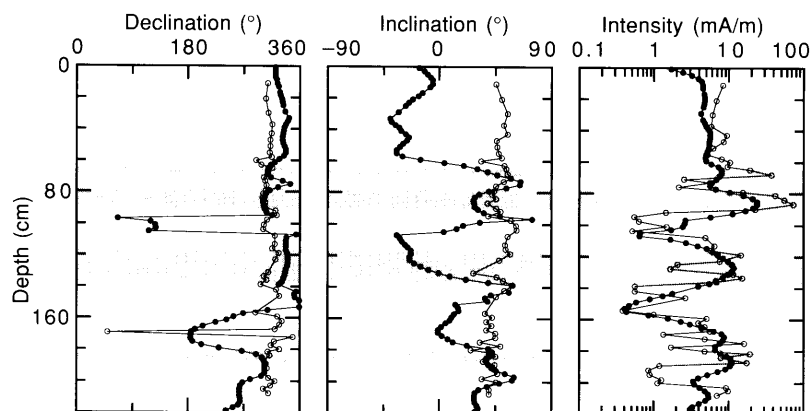 Declination (°) Inclination (°) Intensity (mA/m)
0 180 360 −90 0 90 0.1 1 10 100
0
80
160
Depth (cm)